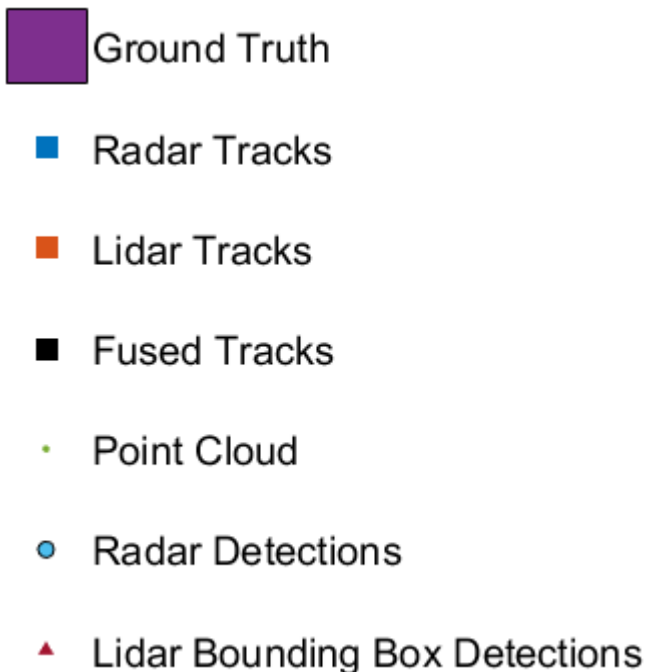 Ground Truth
Radar Tracks
Lidar Tracks
Fused Tracks
Point Cloud
Radar Detections
Lidar Bounding Box Detections